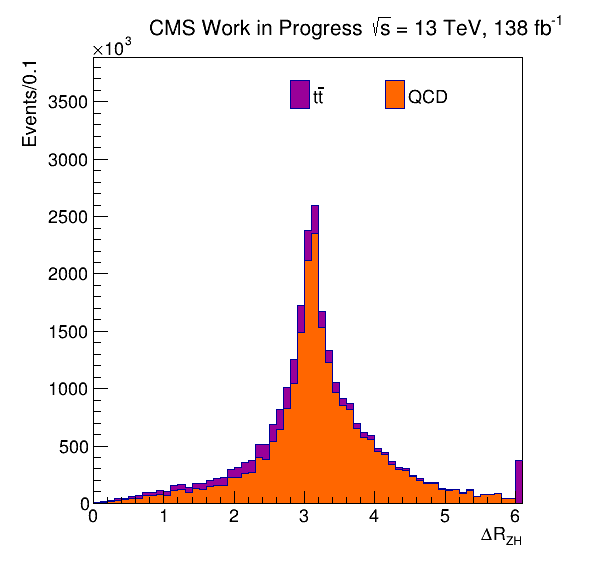 CMS Work in Progress √s = 13 TeV, 138 fb⁻¹
×10³
Events/0.1
tt̄
QCD
3500
3000
2500
2000
1500
1000
500
0
0 1 2 3 4 5 6
ΔR_ZH